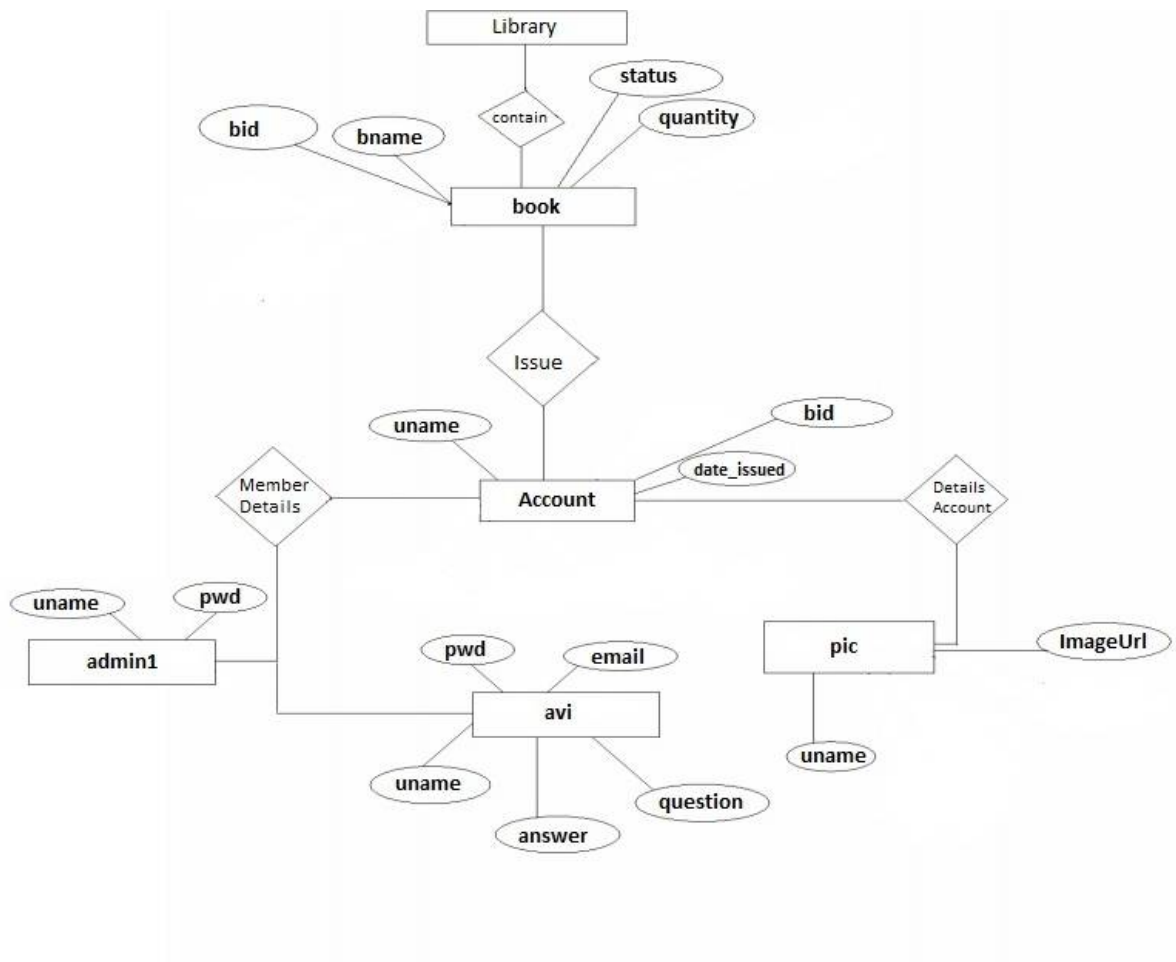 Library
status
contain
quantity
bid
bname
book
Issue
bid
uname
date_issued
Member
Details
Account
Details
Account
uname
pwd
admin1
pwd
email
pic
ImageUrl
avi
uname
uname
question
answer